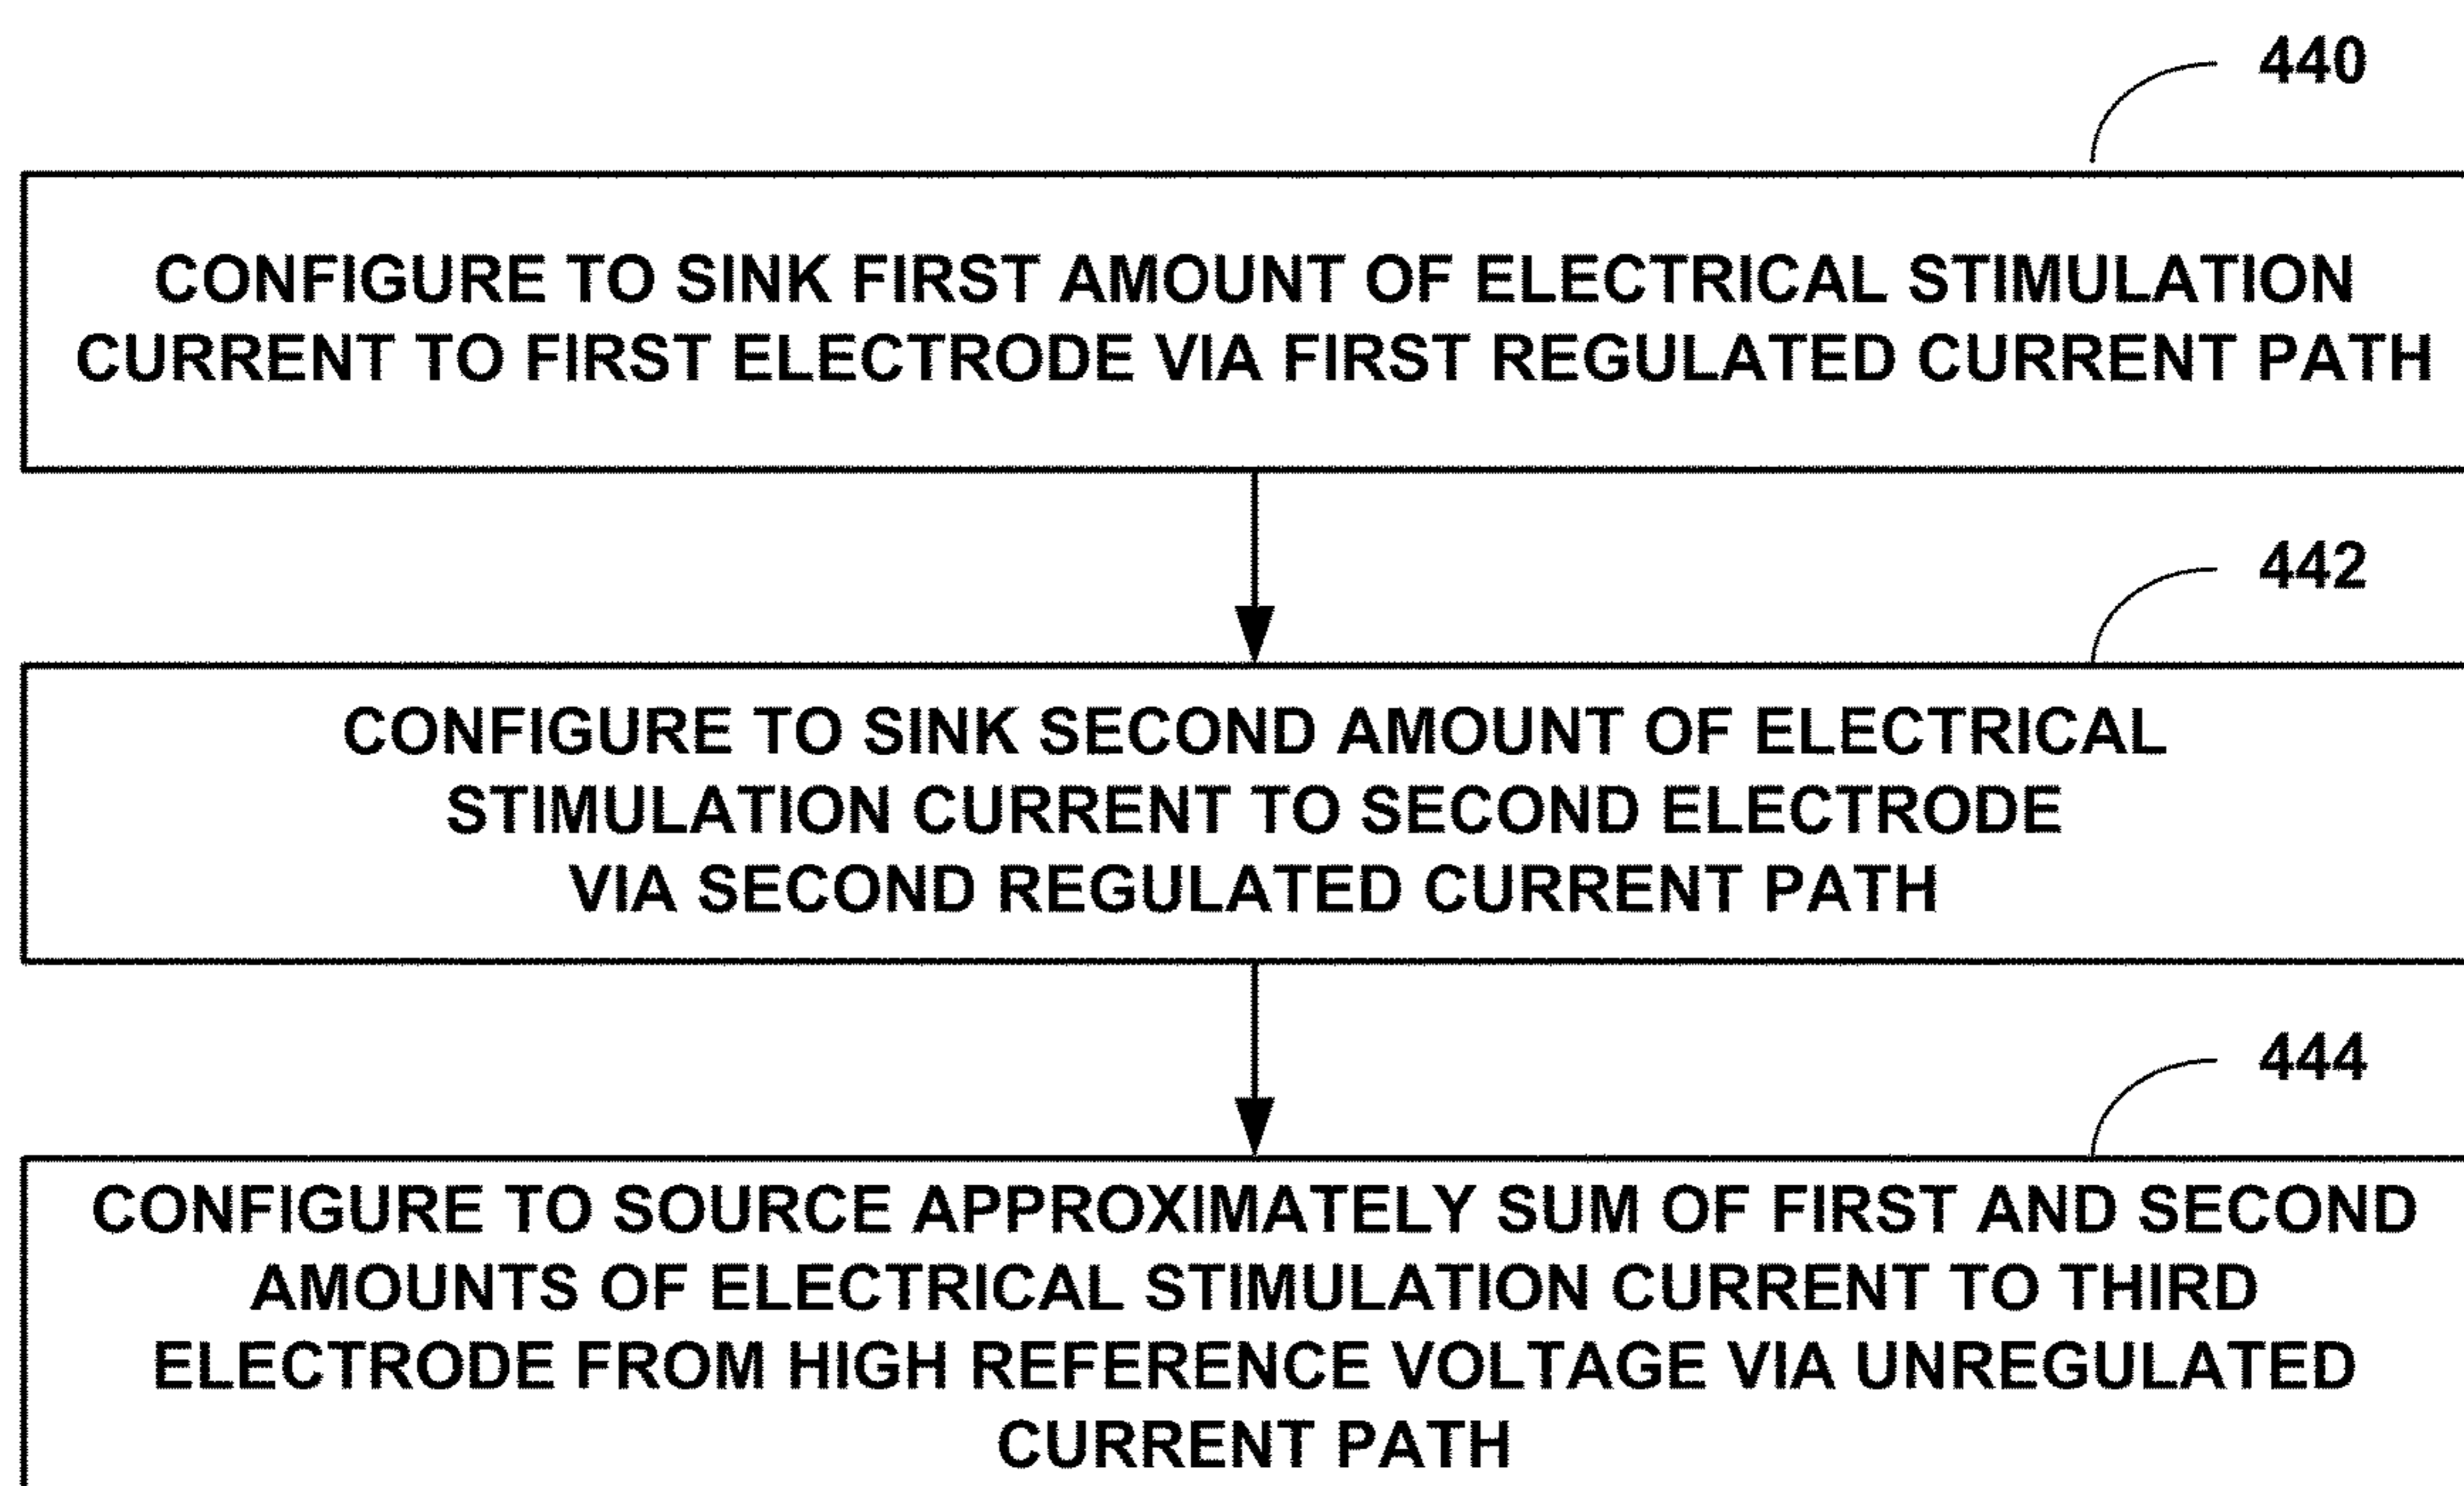 440
CONFIGURE TO SINK FIRST AMOUNT OF ELECTRICAL STIMULATION
CURRENT TO FIRST ELECTRODE VIA FIRST REGULATED CURRENT PATH
442
CONFIGURE TO SINK SECOND AMOUNT OF ELECTRICAL
STIMULATION CURRENT TO SECOND ELECTRODE
VIA SECOND REGULATED CURRENT PATH
444
CONFIGURE TO SOURCE APPROXIMATELY SUM OF FIRST AND SECOND
AMOUNTS OF ELECTRICAL STIMULATION CURRENT TO THIRD
ELECTRODE FROM HIGH REFERENCE VOLTAGE VIA UNREGULATED
CURRENT PATH